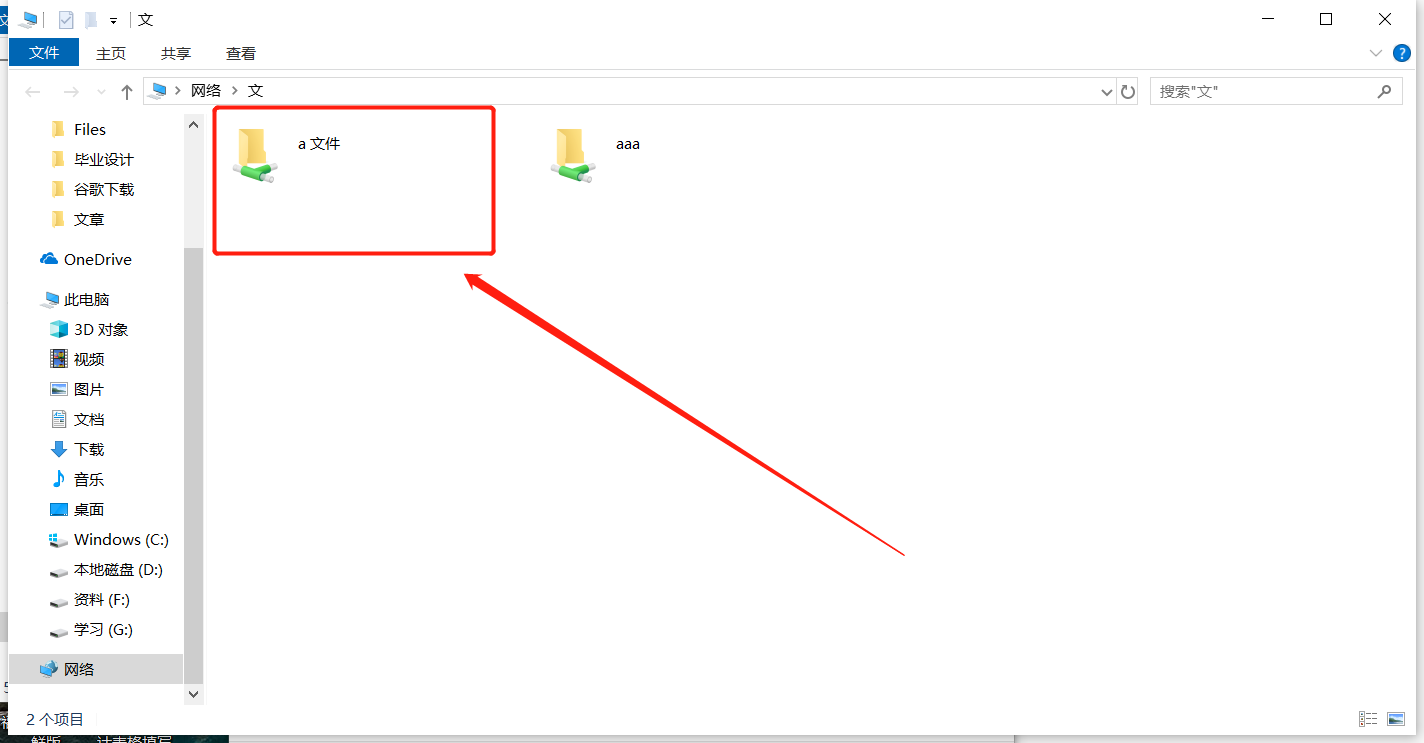 文
文件 主页 共享 查看
网络 文
搜索"文"
Files
毕业设计
谷歌下载
文章
OneDrive
此电脑
3D 对象
视频
图片
文档
下载
音乐
桌面
Windows (C:)
本地磁盘 (D:)
资料 (F:)
学习 (G:)
网络
a 文件
aaa
2 个项目